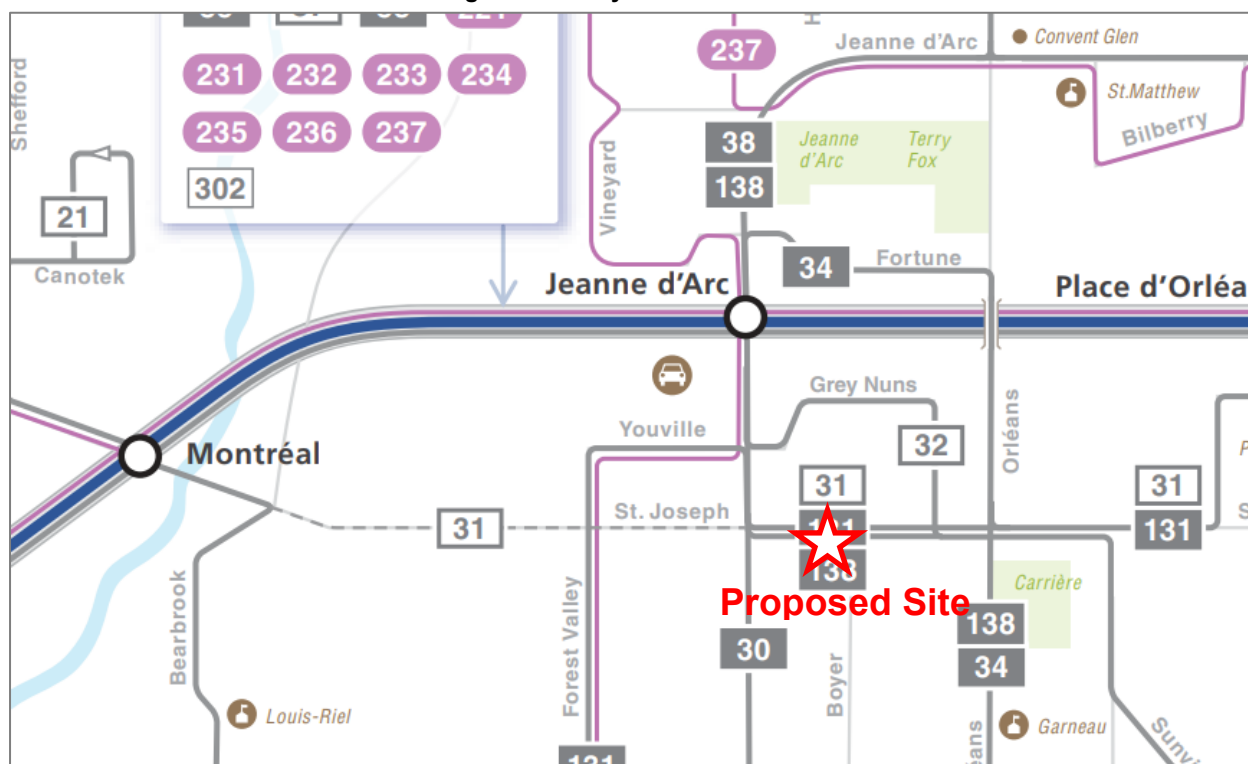 231 232 233 234
235 236 237
302
237
Jeanne d'Arc
Convent Glen
St.Matthew
Bilberry
Shefford
21
Canotek
Vineyard
38
138
Jeanne
d'Arc
Terry
Fox
34
Fortune
Jeanne d'Arc
Place d'Orléa
Grey Nuns
Orléans
Youville
32
Montréal
31
St. Joseph
31
31
131
138
Proposed Site
Forest Valley
30
Boyer
Carrière
138
34
Bearbrook
Louis-Riel
Garneau